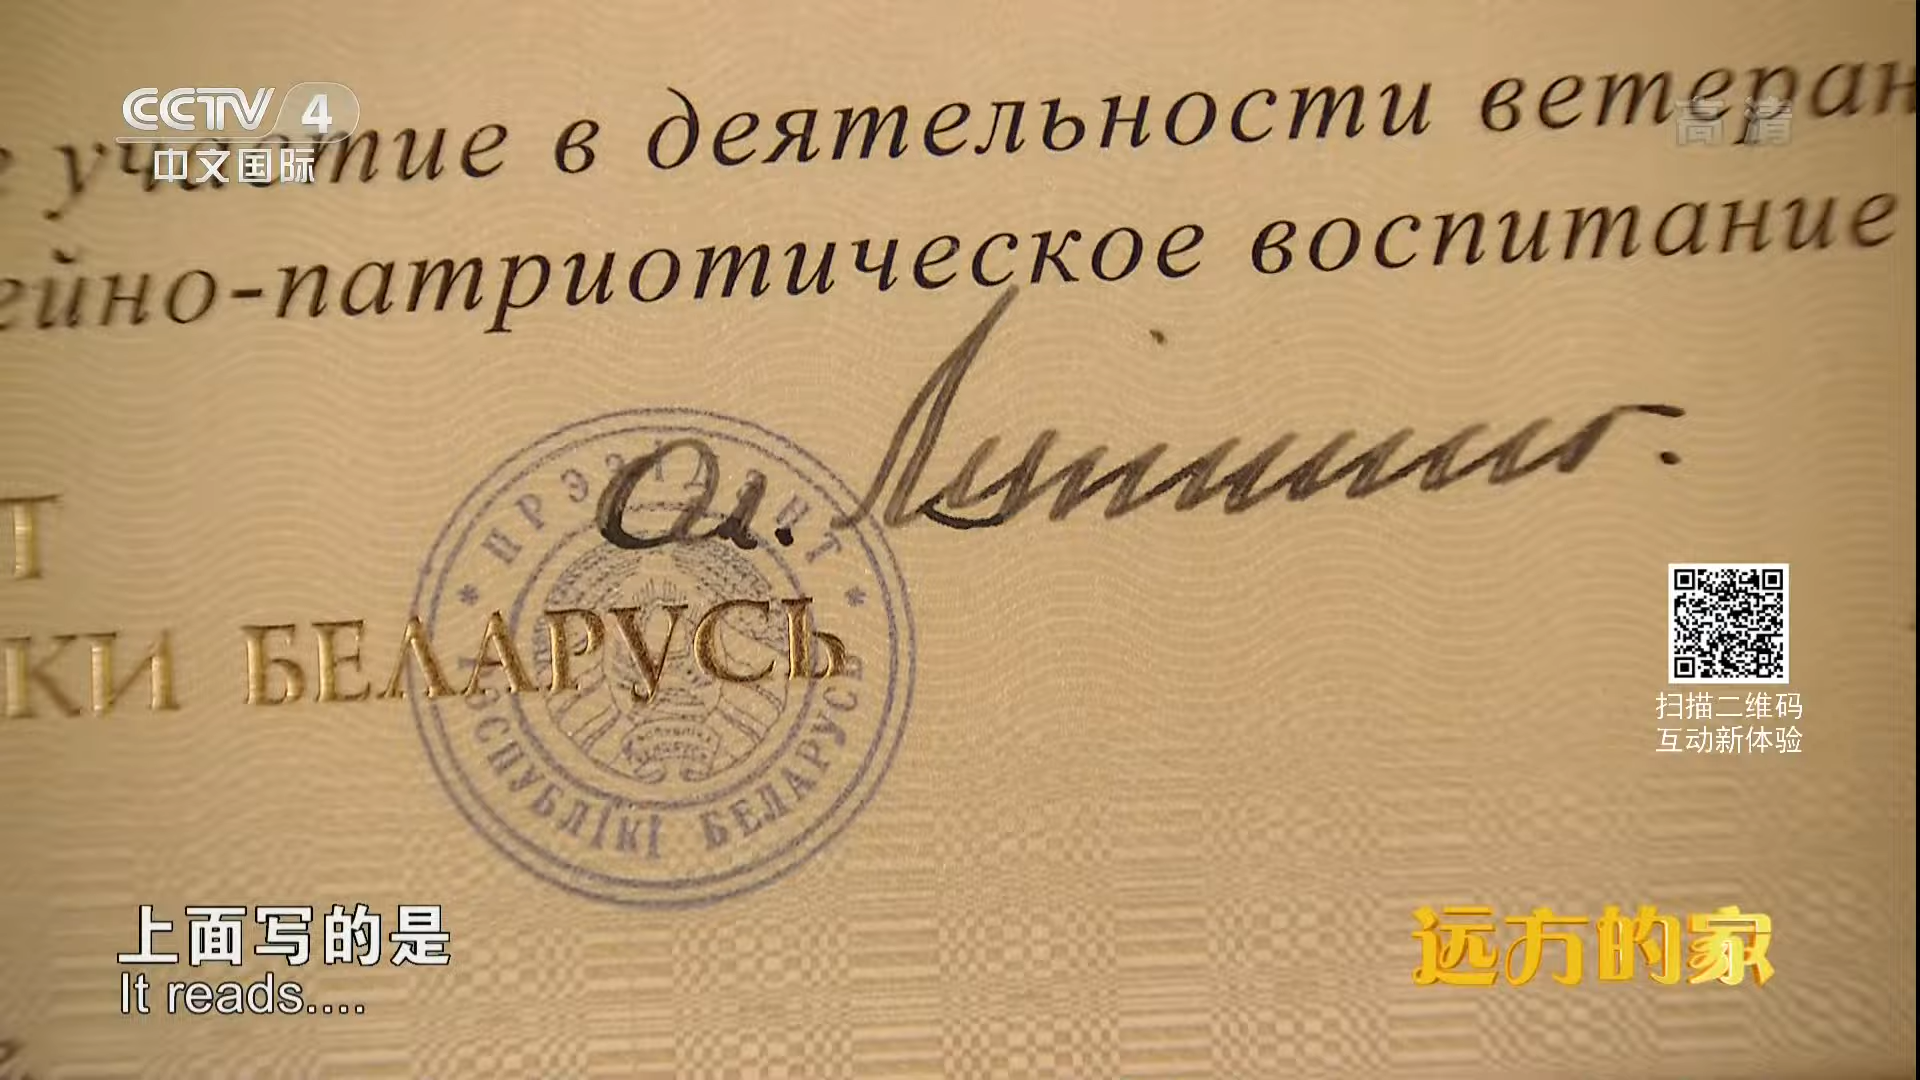 CCTV 4
中文国际
高清
участие в деятельности ветеран
ейно-патриотическое воспитание
Т
КИ БЕЛАРУСЬ
* ПРЭЗІДЭНТ *
РЭСПУБЛІКІ БЕЛАРУСЬ
扫描二维码
互动新体验
上面写的是
It reads....
远方的家